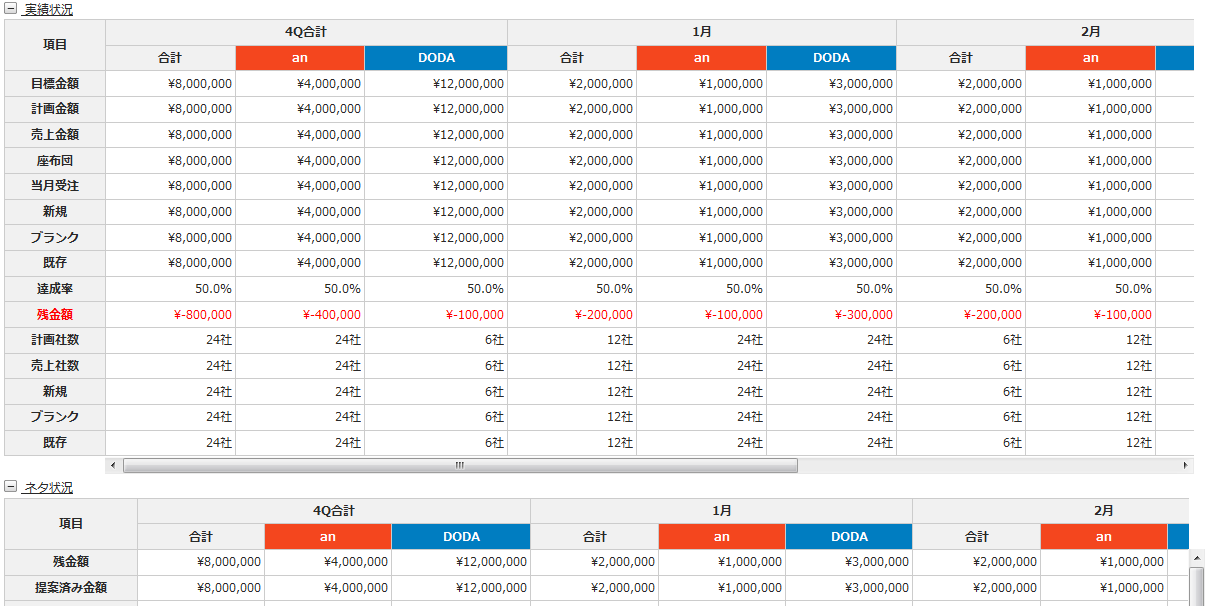 実績状況
項目 4Q合計 1月 2月
合計 an DODA 合計 an DODA 合計 an
目標金額 ¥8,000,000 ¥4,000,000 ¥12,000,000 ¥2,000,000 ¥1,000,000 ¥3,000,000 ¥2,000,000 ¥1,000,000
計画金額 ¥8,000,000 ¥4,000,000 ¥12,000,000 ¥2,000,000 ¥1,000,000 ¥3,000,000 ¥2,000,000 ¥1,000,000
売上金額 ¥8,000,000 ¥4,000,000 ¥12,000,000 ¥2,000,000 ¥1,000,000 ¥3,000,000 ¥2,000,000 ¥1,000,000
座布団 ¥8,000,000 ¥4,000,000 ¥12,000,000 ¥2,000,000 ¥1,000,000 ¥3,000,000 ¥2,000,000 ¥1,000,000
当月受注 ¥8,000,000 ¥4,000,000 ¥12,000,000 ¥2,000,000 ¥1,000,000 ¥3,000,000 ¥2,000,000 ¥1,000,000
新規 ¥8,000,000 ¥4,000,000 ¥12,000,000 ¥2,000,000 ¥1,000,000 ¥3,000,000 ¥2,000,000 ¥1,000,000
ブランク ¥8,000,000 ¥4,000,000 ¥12,000,000 ¥2,000,000 ¥1,000,000 ¥3,000,000 ¥2,000,000 ¥1,000,000
既存 ¥8,000,000 ¥4,000,000 ¥12,000,000 ¥2,000,000 ¥1,000,000 ¥3,000,000 ¥2,000,000 ¥1,000,000
達成率 50.0% 50.0% 50.0% 50.0% 50.0% 50.0% 50.0% 50.0%
残金額 ¥-800,000 ¥-400,000 ¥-100,000 ¥-200,000 ¥-100,000 ¥-300,000 ¥-200,000 ¥-100,000
計画社数 24社 24社 6社 12社 24社 24社 6社 12社
売上社数 24社 24社 6社 12社 24社 24社 6社 12社
新規 24社 24社 6社 12社 24社 24社 6社 12社
ブランク 24社 24社 6社 12社 24社 24社 6社 12社
既存 24社 24社 6社 12社 24社 24社 6社 12社
ネタ状況
項目 4Q合計 1月 2月
合計 an DODA 合計 an DODA 合計 an
残金額 ¥8,000,000 ¥4,000,000 ¥12,000,000 ¥2,000,000 ¥1,000,000 ¥3,000,000 ¥2,000,000 ¥1,000,000
提案済み金額 ¥8,000,000 ¥4,000,000 ¥12,000,000 ¥2,000,000 ¥1,000,000 ¥3,000,000 ¥2,000,000 ¥1,000,000